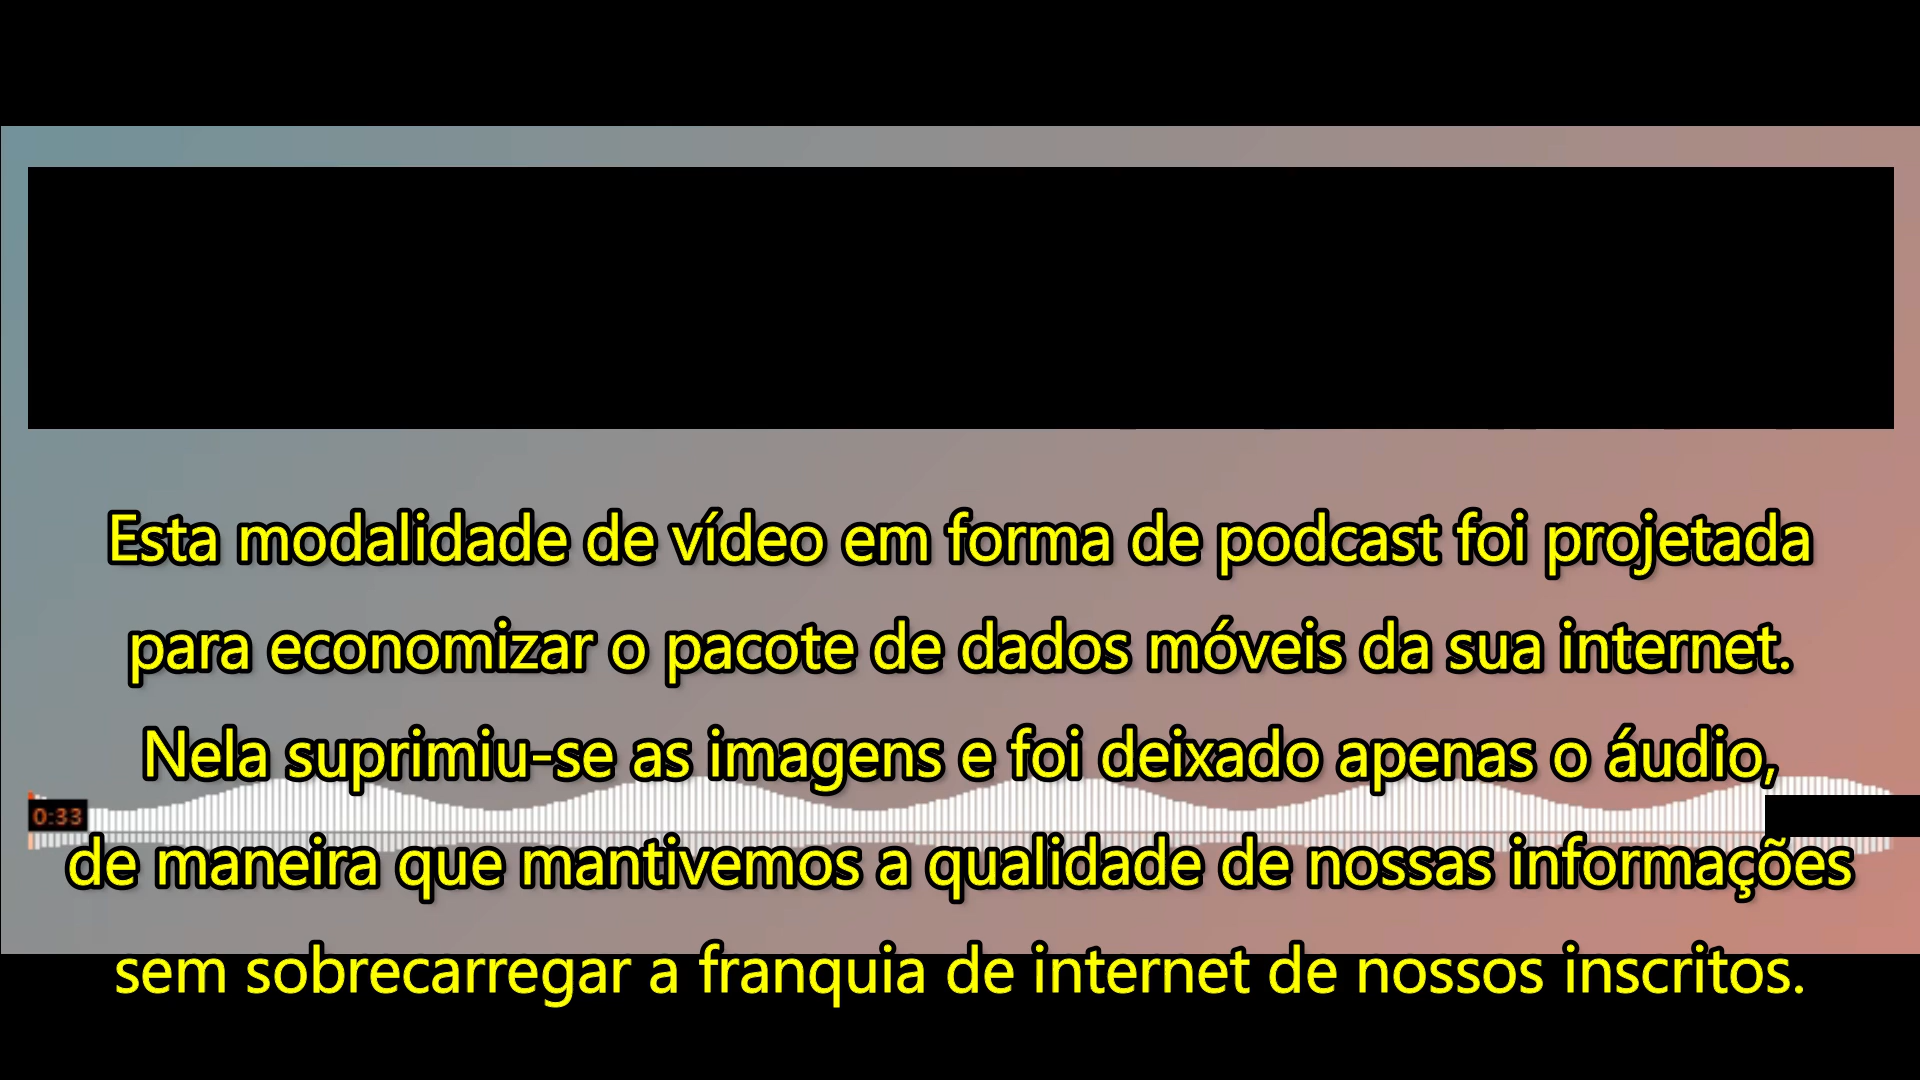 Esta modalidade de vídeo em forma de podcast foi projetada
para economizar o pacote de dados móveis da sua internet.
Nela suprimiu-se as imagens e foi deixado apenas o áudio,
0:33
de maneira que mantivemos a qualidade de nossas informações
sem sobrecarregar a franquia de internet de nossos inscritos.